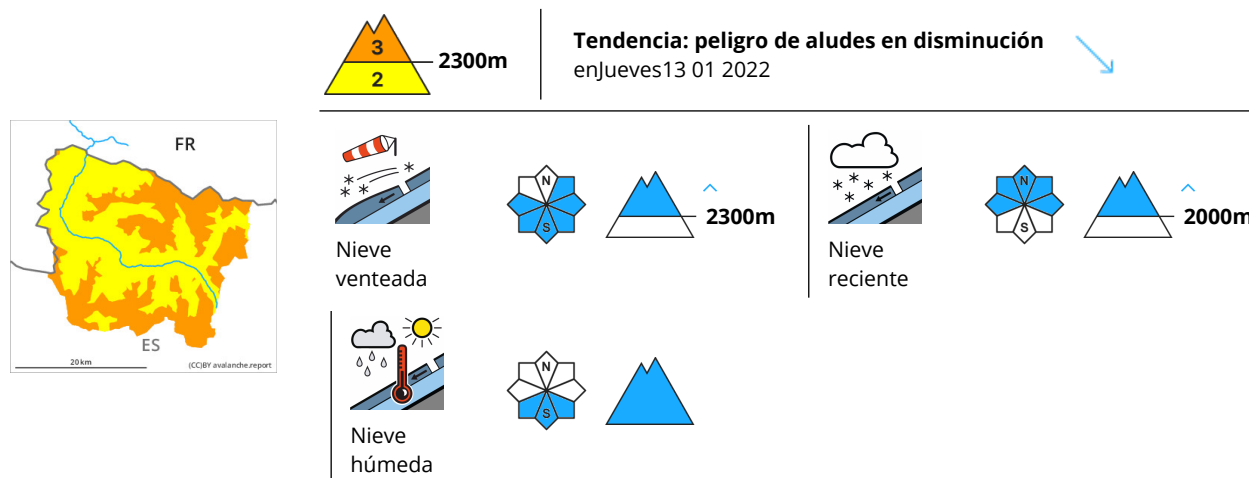 3
2
2300m
Tendencia: peligro de aludes en disminución
enJueves13 01 2022
FR
ES
20 km
(CC)BY avalanche.report
N
S
2300m
Nieve
venteada
N
S
2000m
Nieve
reciente
N
S
Nieve
húmeda